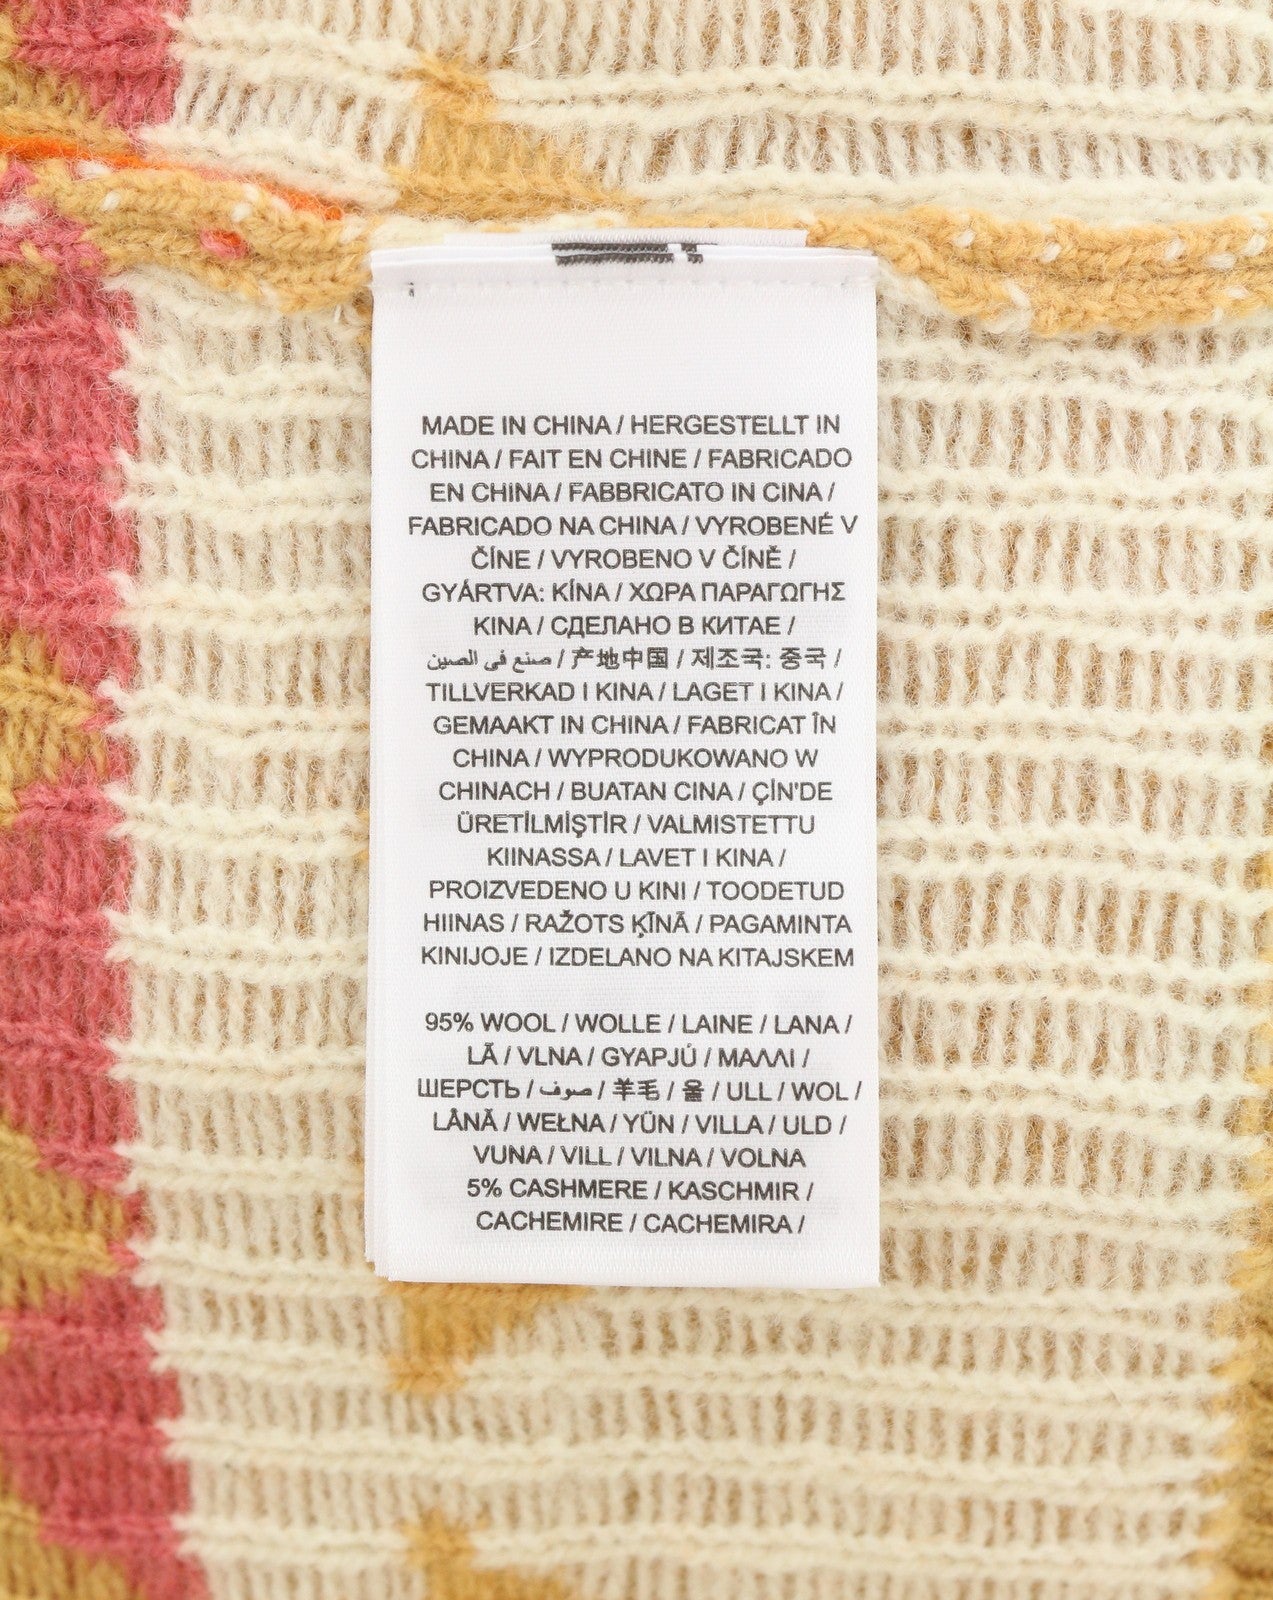 MADE IN CHINA / HERGESTELLT IN
CHINA / FAIT EN CHINE / FABRICADO
EN CHINA / FABBRICATO IN CINA /
FABRICADO NA CHINA / VYROBENÉ V
ČÍNE / VYROBENO V ČÍNĚ /
GYÁRTVA: KÍNA / ΧΩΡΑ ΠΑΡΑΓΩΓΗΣ
ΚΙΝΑ / СДЕЛАНО В КИТАЕ /
صنع في الصين / 产地中国 / 제조국: 중국 /
TILLVERKAD I KINA / LAGET I KINA /
GEMAAKT IN CHINA / FABRICAT ÎN
CHINA / WYPRODUKOWANO W
CHINACH / BUATAN CINA / ÇİN'DE
ÜRETİLMİŞTİR / VALMISTETTU
KIINASSA / LAVET I KINA /
PROIZVEDENO U KINI / TOODETUD
HIINAS / RAŽOTS ĶĪNĀ / PAGAMINTA
KINIJOJE / IZDELANO NA KITAJSKEM
95% WOOL / WOLLE / LAINE / LANA /
LÃ / VLNA / GYAPJÚ / ΜΑΛΛΙ /
ШЕРСТЬ / صوف / 羊毛 / 울 / ULL / WOL /
LÂNĂ / WEŁNA / YÜN / VILLA / ULD /
VUNA / VILL / VILNA / VOLNA
5% CASHMERE / KASCHMIR /
CACHEMIRE / CACHEMIRA /